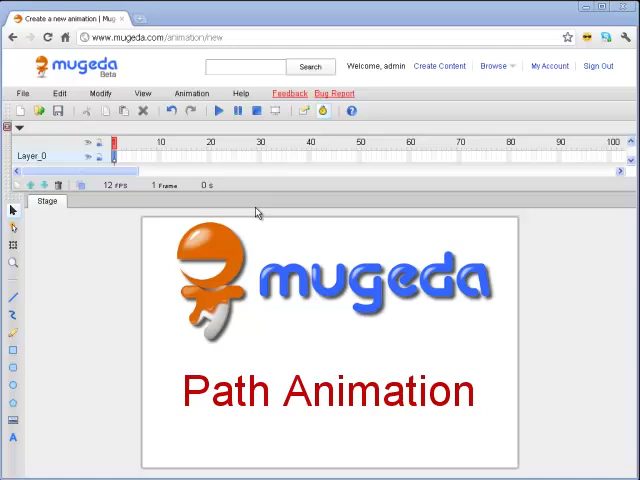 Create a new animation | Mug
www.mugeda.com/animation/new
mugeda
Beta
Search
Welcome, admin
Create Content
Browse
My Account
Sign Out
File
Edit
Modify
View
Animation
Help
Feedback
Bug Report
1
10
20
30
40
50
60
70
80
90
100
Layer_0
12 FPS
1 Frame
0 S
Stage
A
mugeda
Path Animation